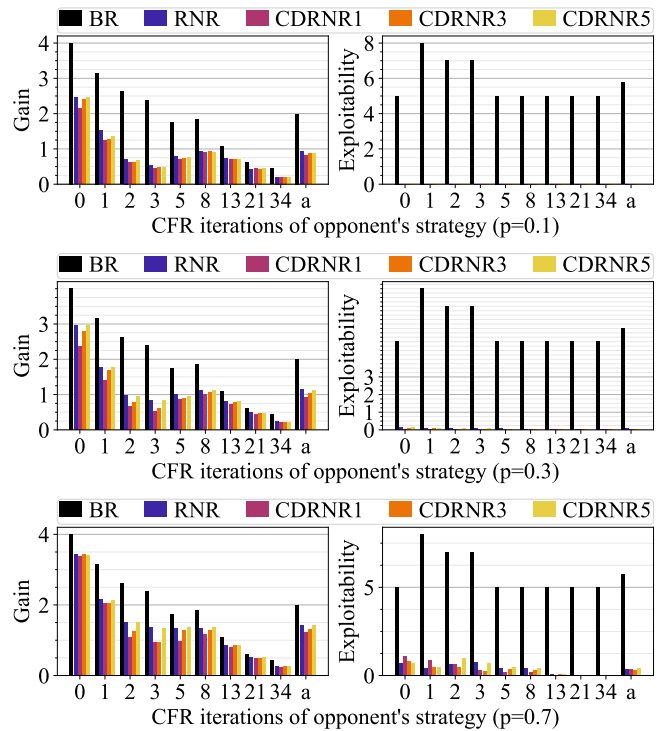 BR RNR CDRNR1 CDRNR3 CDRNR5
4
3
2
1
0
Gain
0 1 2 3 5 8 13 21 34 a
8
6
4
2
0
Exploitability
0 1 2 3 5 8 13 21 34 a
CFR iterations of opponent's strategy (p=0.1)
BR RNR CDRNR1 CDRNR3 CDRNR5
3
2
1
0
Gain
0 1 2 3 5 8 13 21 34 a
3
2
1
0
Exploitability
0 1 2 3 5 8 13 21 34 a
CFR iterations of opponent's strategy (p=0.3)
BR RNR CDRNR1 CDRNR3 CDRNR5
4
2
0
Gain
0 1 2 3 5 8 13 21 34 a
5
0
Exploitability
0 1 2 3 5 8 13 21 34 a
CFR iterations of opponent's strategy (p=0.7)